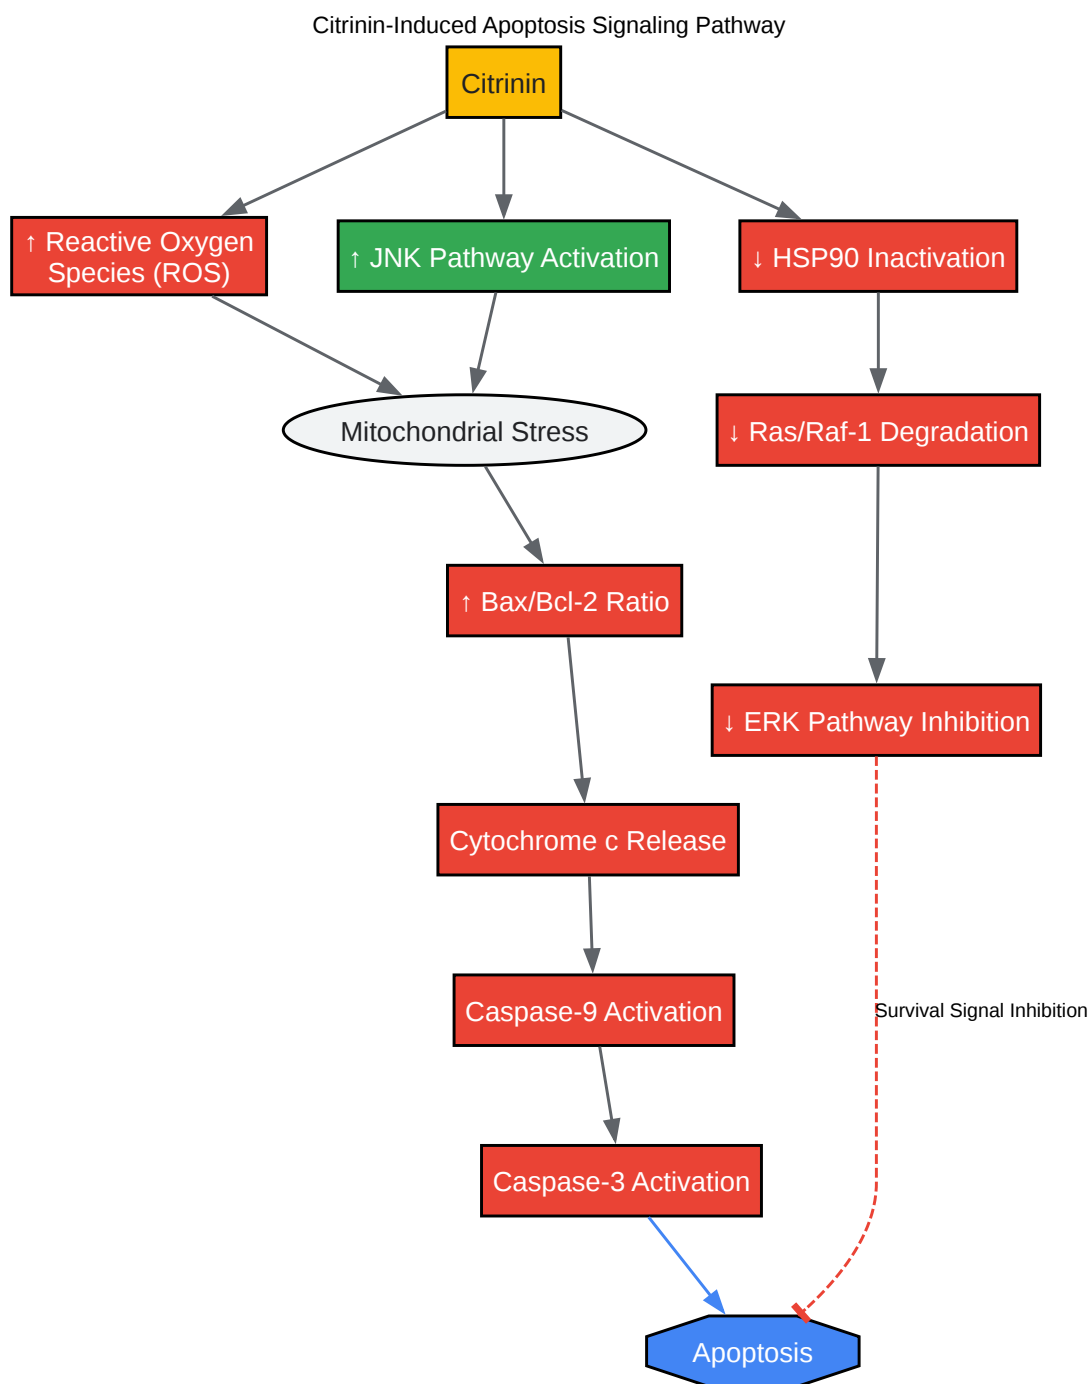 Citrinin-Induced Apoptosis Signaling Pathway
Citrinin
↑ Reactive Oxygen
Species (ROS)
↑ JNK Pathway Activation
↓ HSP90 Inactivation
Mitochondrial Stress
↓ Ras/Raf-1 Degradation
↑ Bax/Bcl-2 Ratio
↓ ERK Pathway Inhibition
Cytochrome c Release
Caspase-9 Activation
Survival Signal Inhibition
Caspase-3 Activation
Apoptosis